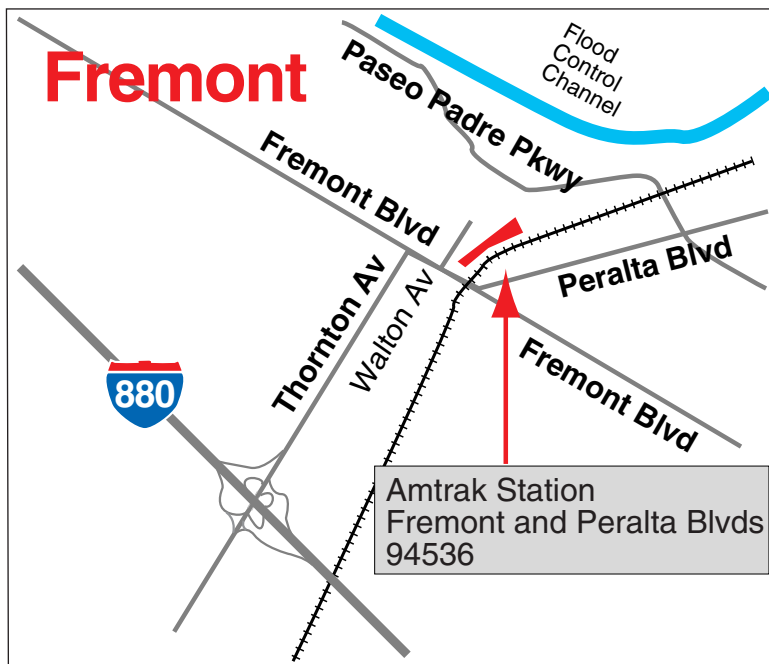 Fremont
Flood
Control
Channel
Paseo Padre Pkwy
Fremont Blvd
Peralta Blvd
Thornton Av
Walton Av
Fremont Blvd
880
Amtrak Station
Fremont and Peralta Blvds
94536